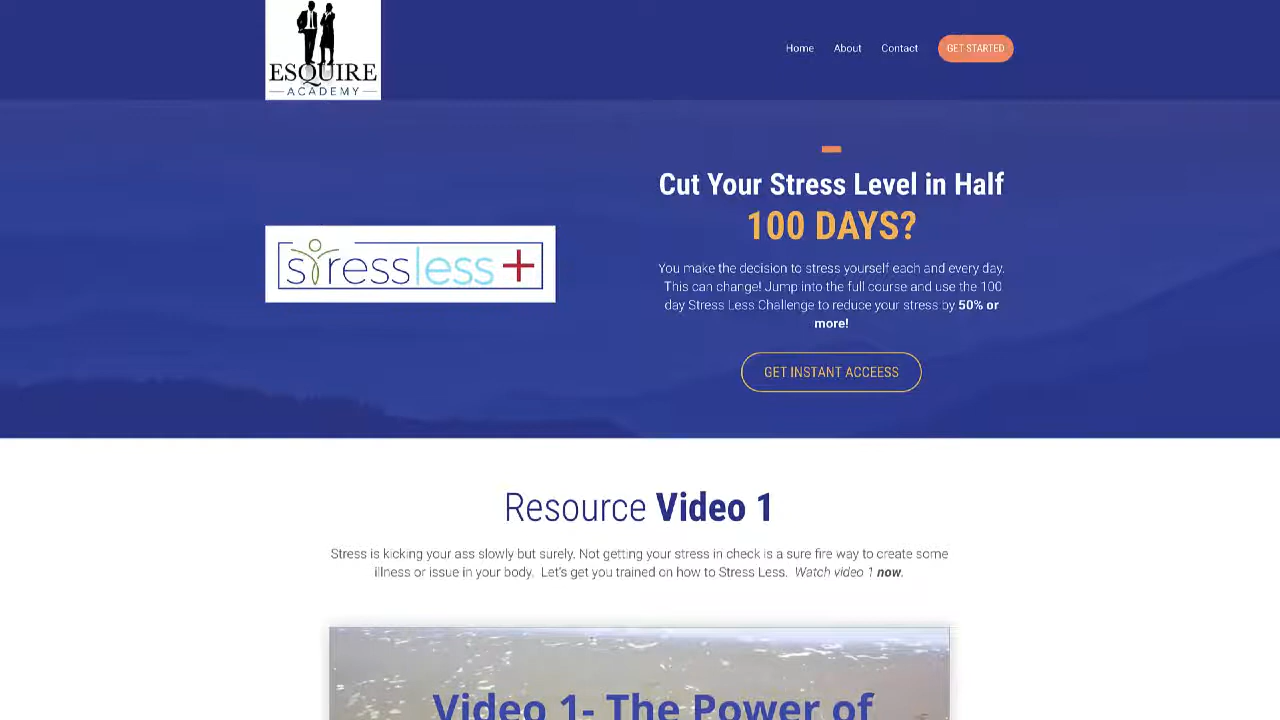 ESQUIRE
ACADEMY
Home
About
Contact
GET STARTED
stressless+
Cut Your Stress Level in Half
100 DAYS?
You make the decision to stress yourself each and every day.
This can change! Jump into the full course and use the 100
day Stress Less Challenge to reduce your stress by 50% or
more!
GET INSTANT ACCEESS
Resource Video 1
Stress is kicking your ass slowly but surely. Not getting your stress in check is a sure fire way to create some
illness or issue in your body. Let's get you trained on how to Stress Less. Watch video 1 now.
Video 1- The Power of